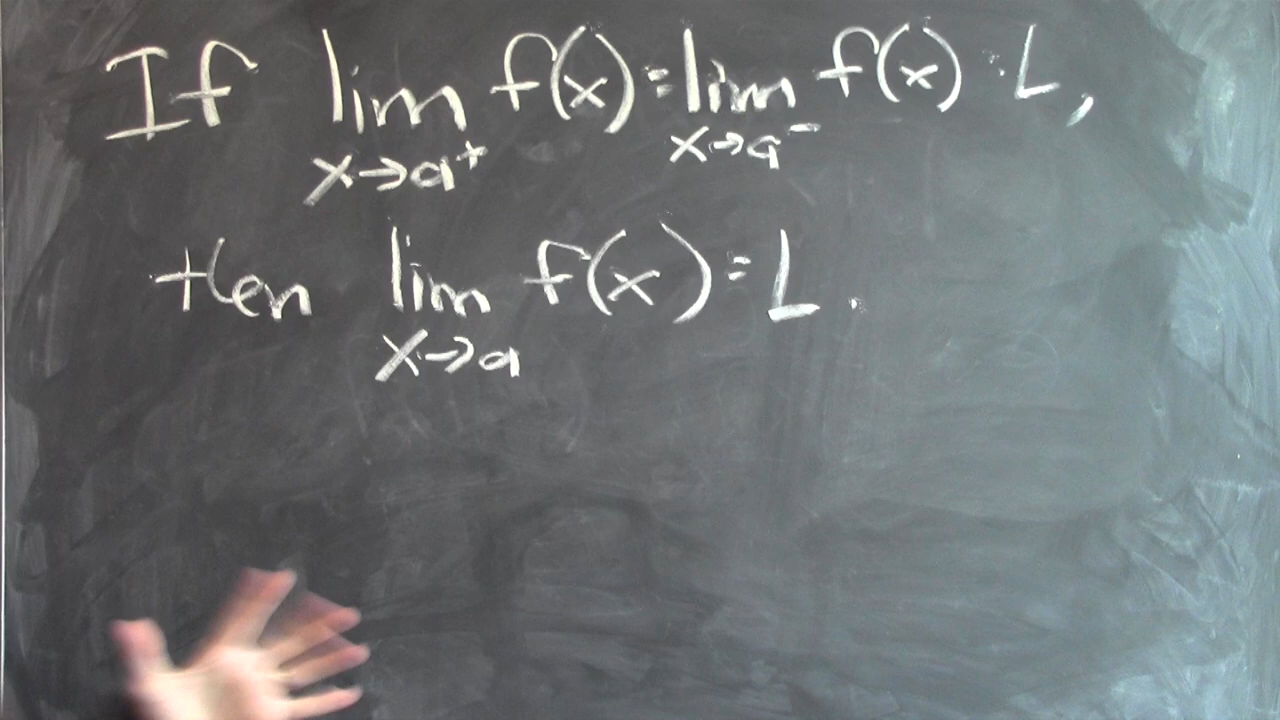 If lim f(x) = lim f(x) = L,
x→a⁺ x→a⁻
then lim f(x) = L.
x→a